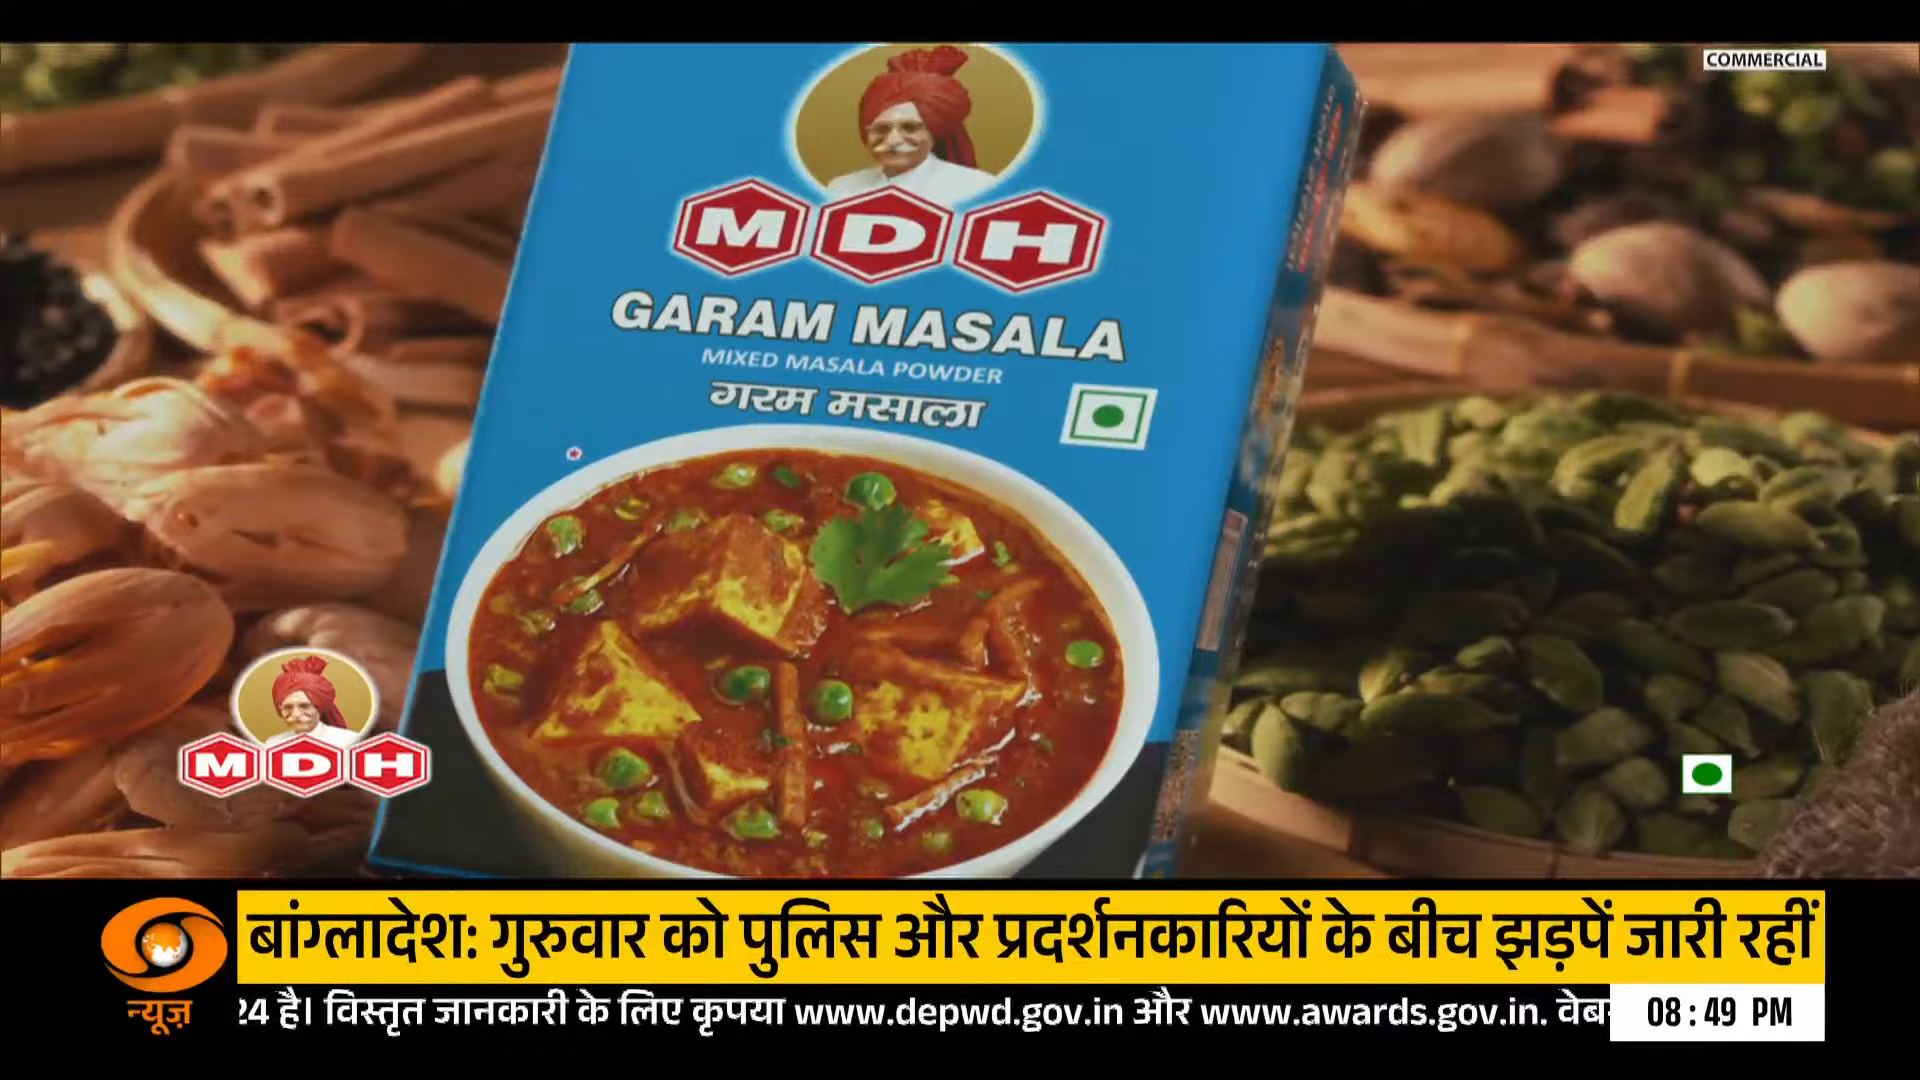 COMMERCIAL
MDH
GARAM MASALA
MIXED MASALA POWDER
गरम मसाला
MDH
बांग्लादेश: गुरुवार को पुलिस और प्रदर्शनकारियों के बीच झड़पें जारी रहीं
न्यूज़
24 है। विस्तृत जानकारी के लिए कृपया www.depwd.gov.in और www.awards.gov.in.
08:49 PM